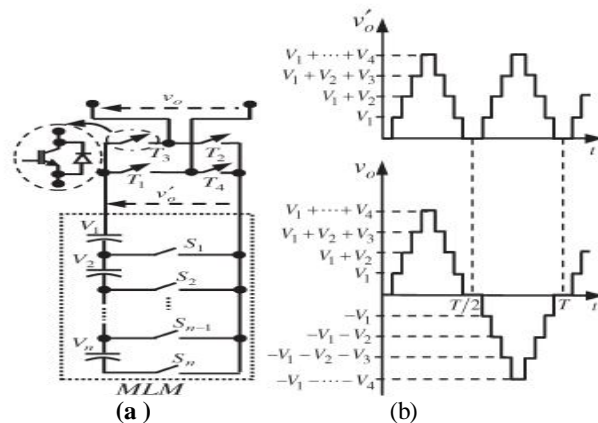 v_o
T_3
T_2
T_1
T_4
v'_o
V_1
S_1
V_2
S_2
S_{n−1}
V_n
S_n
MLM
(a )
v'_o
V_1 + ⋯ + V_4
V_1 + V_2 + V_3
V_1 + V_2
V_1
t
v_o
V_1 + ⋯ + V_4
V_1 + V_2 + V_3
V_1 + V_2
V_1
T/2
T
t
−V_1
−V_1 − V_2
−V_1 − V_2 − V_3
−V_1 − ⋯ − V_4
(b)